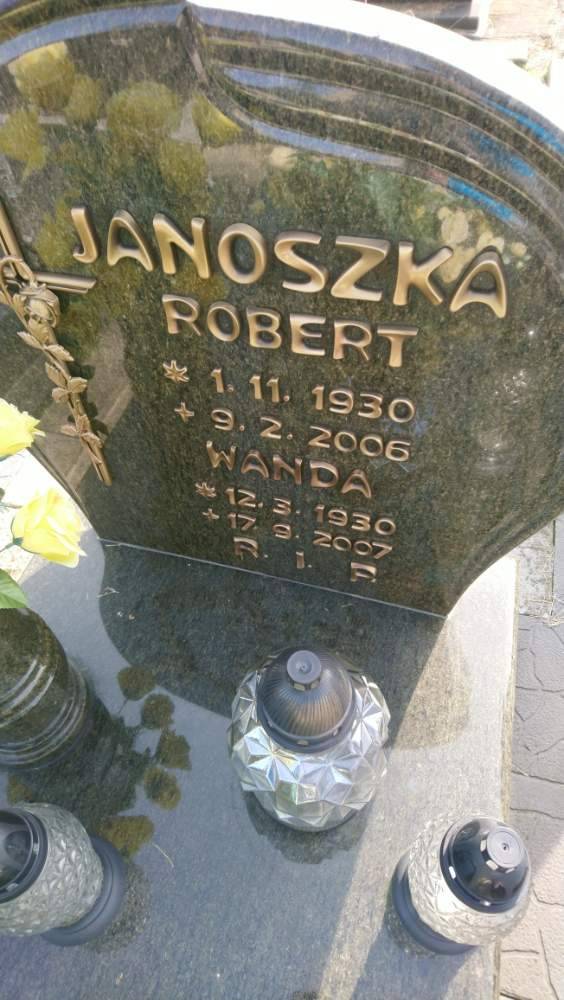 JANOSZKA
ROBERT
* 1. 11. 1930
+ 9. 2. 2006
WANDA
* 12. 3. 1930
+ 17. 9. 2007
R. I. P.